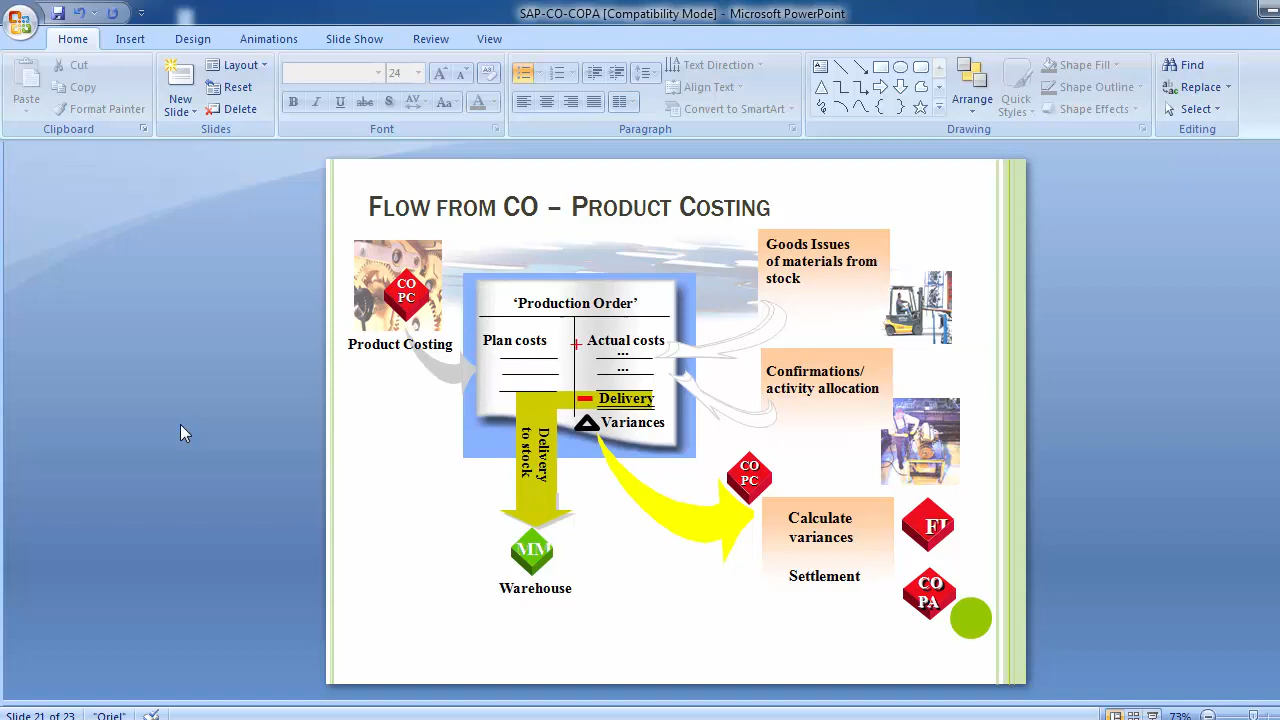 SAP-CO-COPA [Compatibility Mode] - Microsoft PowerPoint
Home Insert Design Animations Slide Show Review View
Paste
Cut
Copy
Format Painter
Clipboard
New
Slide
Layout
Reset
Delete
Slides
24
B I U abc S AV Aa A
Font
Text Direction
Align Text
Convert to SmartArt
Paragraph
Arrange
Quick
Styles
Shape Fill
Shape Outline
Shape Effects
Drawing
Find
Replace
Select
Editing
FLOW FROM CO – PRODUCT COSTING
CO
PC
Product Costing
‘Production Order’
Plan costs + Actual costs
...
...
Delivery
Variances
Delivery
to stock
MM
Warehouse
Goods Issues
of materials from
stock
Confirmations/
activity allocation
CO
PC
Calculate
variances
Settlement
FI
CO
PA
Slide 21 of 23 "Oriel" 73%